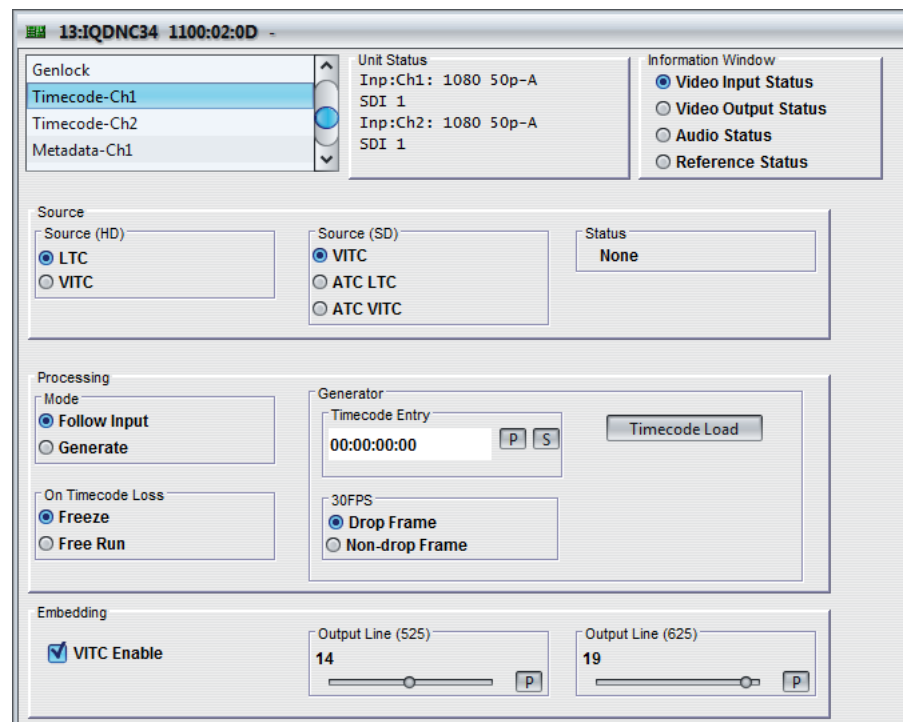 13:IQDNC34 1100:02:0D -
Genlock
Timecode-Ch1
Timecode-Ch2
Metadata-Ch1
Unit Status
Inp:Ch1: 1080 50p-A
SDI 1
Inp:Ch2: 1080 50p-A
SDI 1
Information Window
Video Input Status
Video Output Status
Audio Status
Reference Status
Source
Source (HD)
LTC
VITC
Source (SD)
VITC
ATC LTC
ATC VITC
Status
None
Processing
Mode
Follow Input
Generate
On Timecode Loss
Freeze
Free Run
Generator
Timecode Entry
00:00:00:00
P S
Timecode Load
30FPS
Drop Frame
Non-drop Frame
Embedding
VITC Enable
Output Line (525)
14
P
Output Line (625)
19
P